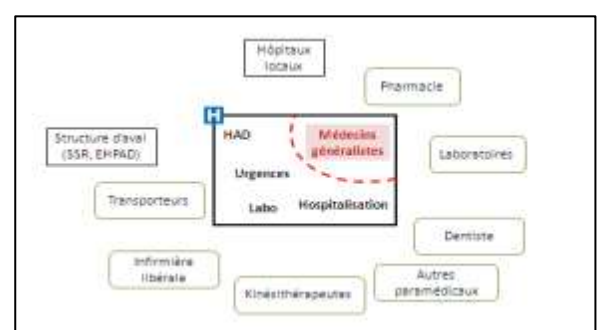 Hôpitaux
locaux
Pharmacie
H
HAD
Médecins
généralistes
Structure d'aval
(SSR, EHPAD)
Laboratoires
Urgences
Transporteurs
Labo
Hospitalisation
Dentiste
Infirmière
libérale
Autres
paramédicaux
Kinésithérapeutes